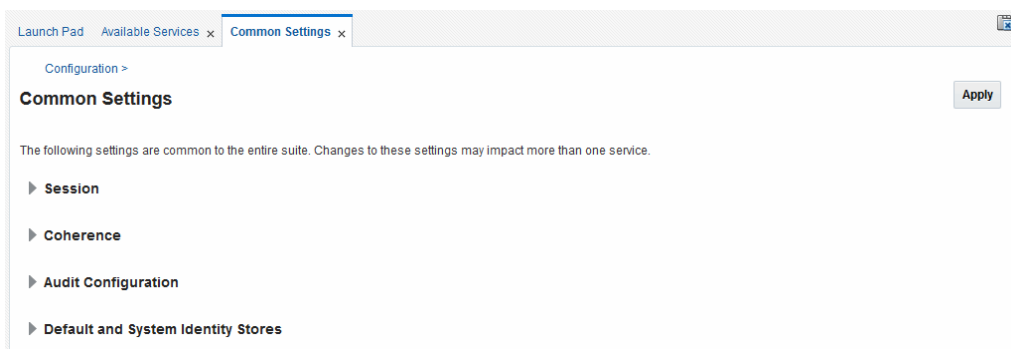 Launch Pad Available Services x Common Settings x
Configuration >
Common Settings
Apply
The following settings are common to the entire suite. Changes to these settings may impact more than one service.
Session
Coherence
Audit Configuration
Default and System Identity Stores